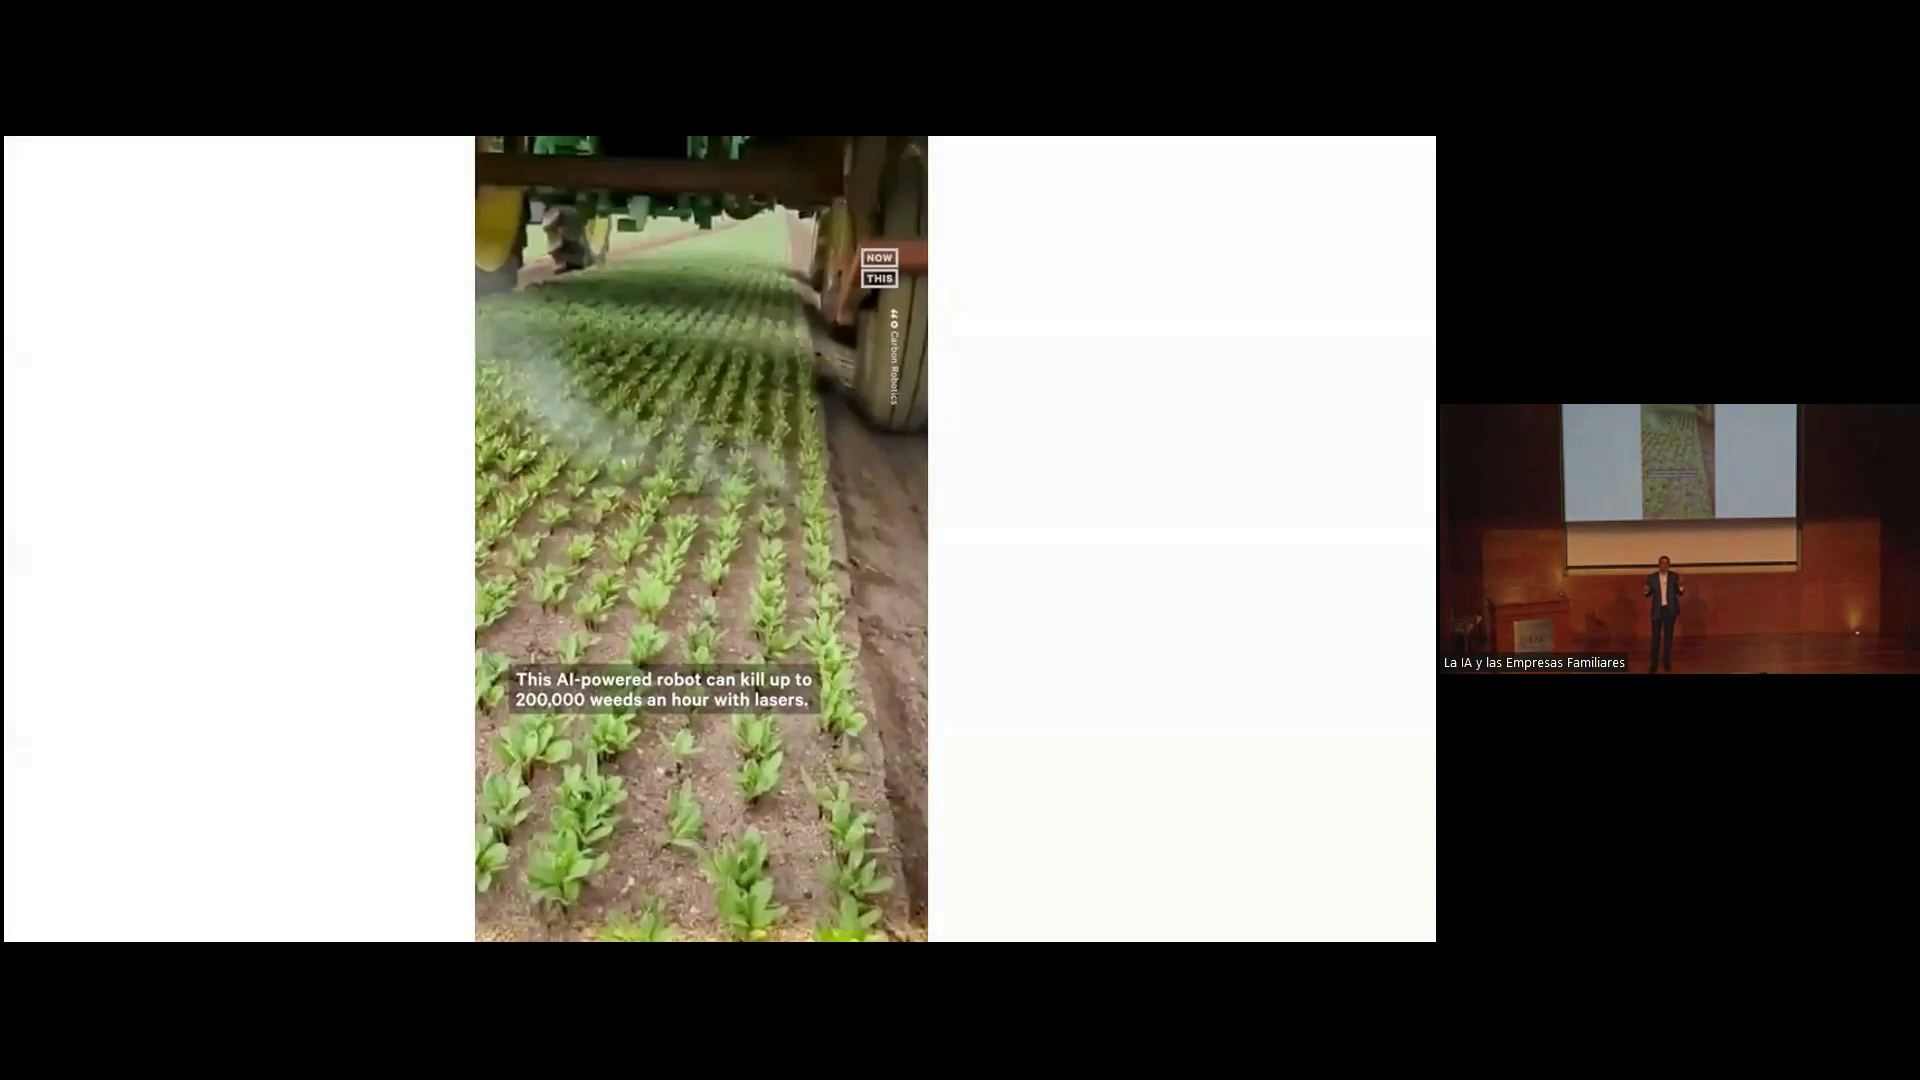 NOW
THIS
Carbon Robotics
This AI-powered robot can kill up to
200,000 weeds an hour with lasers.
La IA y las Empresas Familiares